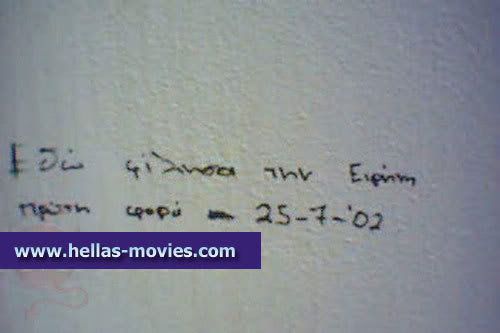 Εδώ φίλησα την Ειρήνη
πρώτη φορά - 25-7-'02
www.hellas-movies.com